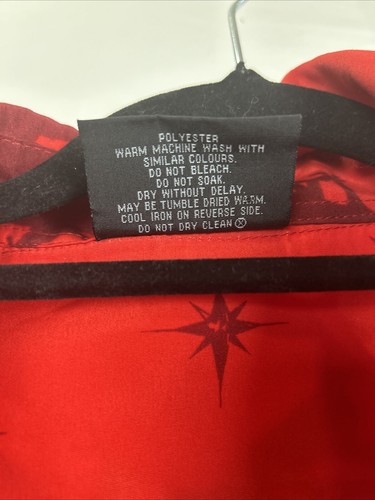 POLYESTER
WARM MACHINE WASH WITH
SIMILAR COLOURS.
DO NOT BLEACH.
DO NOT SOAK.
DRY WITHOUT DELAY.
MAY BE TUMBLE DRIED WARM.
COOL IRON ON REVERSE SIDE.
DO NOT DRY CLEAN ⓧ